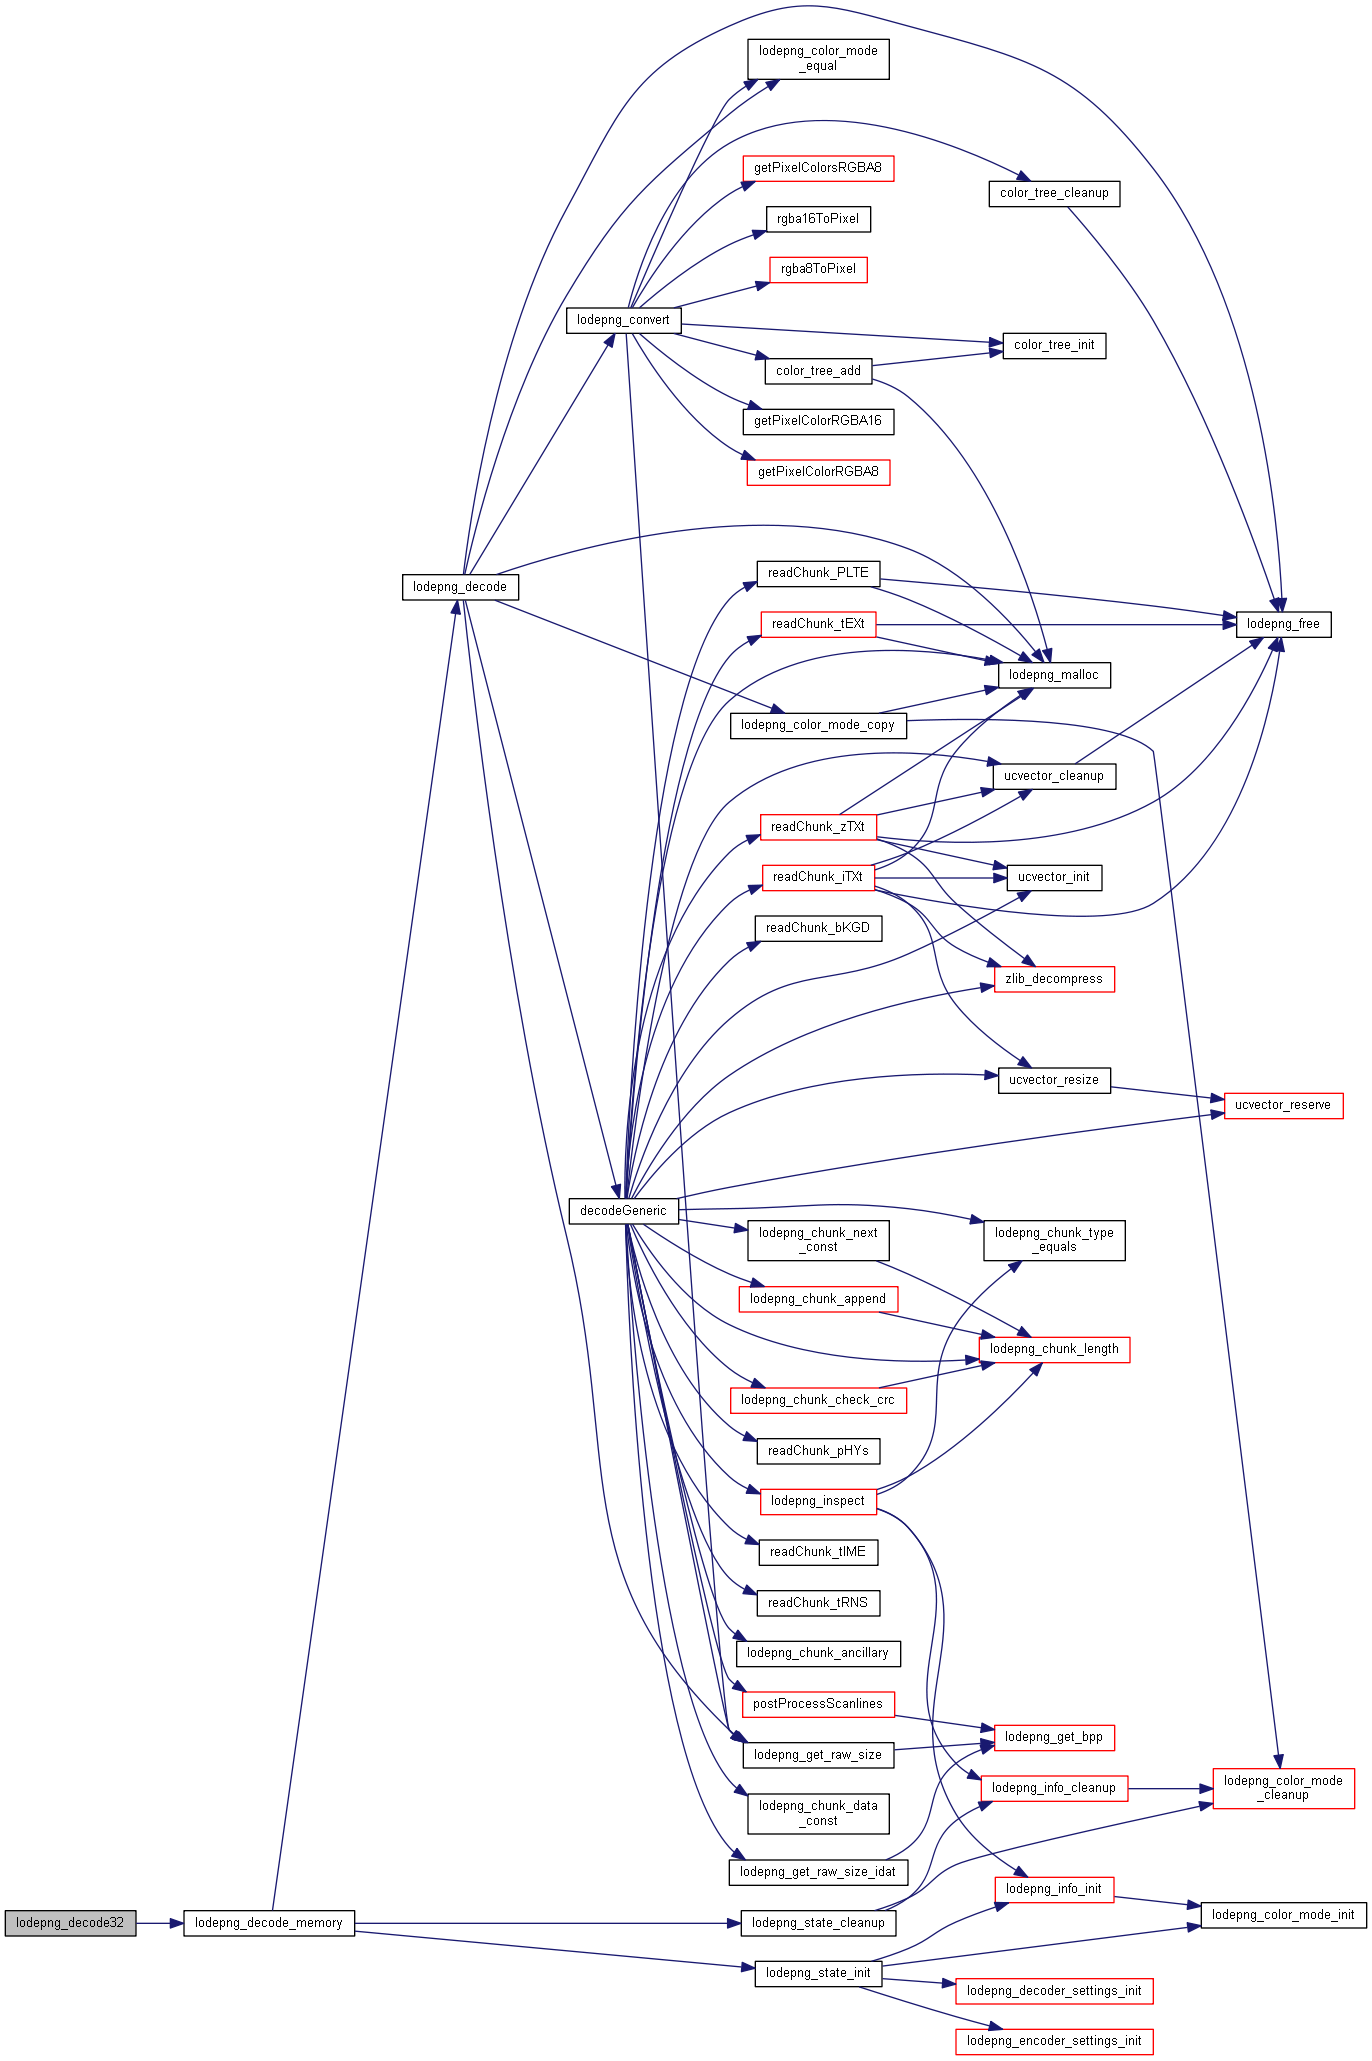 lodepng_color_mode
_equal
getPixelColorsRGBA8
color_tree_cleanup
rgba16ToPixel
rgba8ToPixel
lodepng_convert
color_tree_init
color_tree_add
getPixelColorRGBA16
getPixelColorRGBA8
readChunk_PLTE
lodepng_decode
readChunk_tEXt
lodepng_free
lodepng_malloc
lodepng_color_mode_copy
ucvector_cleanup
readChunk_zTXt
readChunk_iTXt
ucvector_init
readChunk_bKGD
zlib_decompress
ucvector_resize
ucvector_reserve
decodeGeneric
lodepng_chunk_next
_const
lodepng_chunk_type
_equals
lodepng_chunk_append
lodepng_chunk_length
lodepng_chunk_check_crc
readChunk_pHYs
lodepng_inspect
readChunk_tIME
readChunk_tRNS
lodepng_chunk_ancillary
postProcessScanlines
lodepng_get_bpp
lodepng_get_raw_size
lodepng_info_cleanup
lodepng_color_mode
_cleanup
lodepng_chunk_data
_const
lodepng_get_raw_size_idat
lodepng_info_init
lodepng_color_mode_init
lodepng_decode32
lodepng_decode_memory
lodepng_state_cleanup
lodepng_state_init
lodepng_decoder_settings_init
lodepng_encoder_settings_init